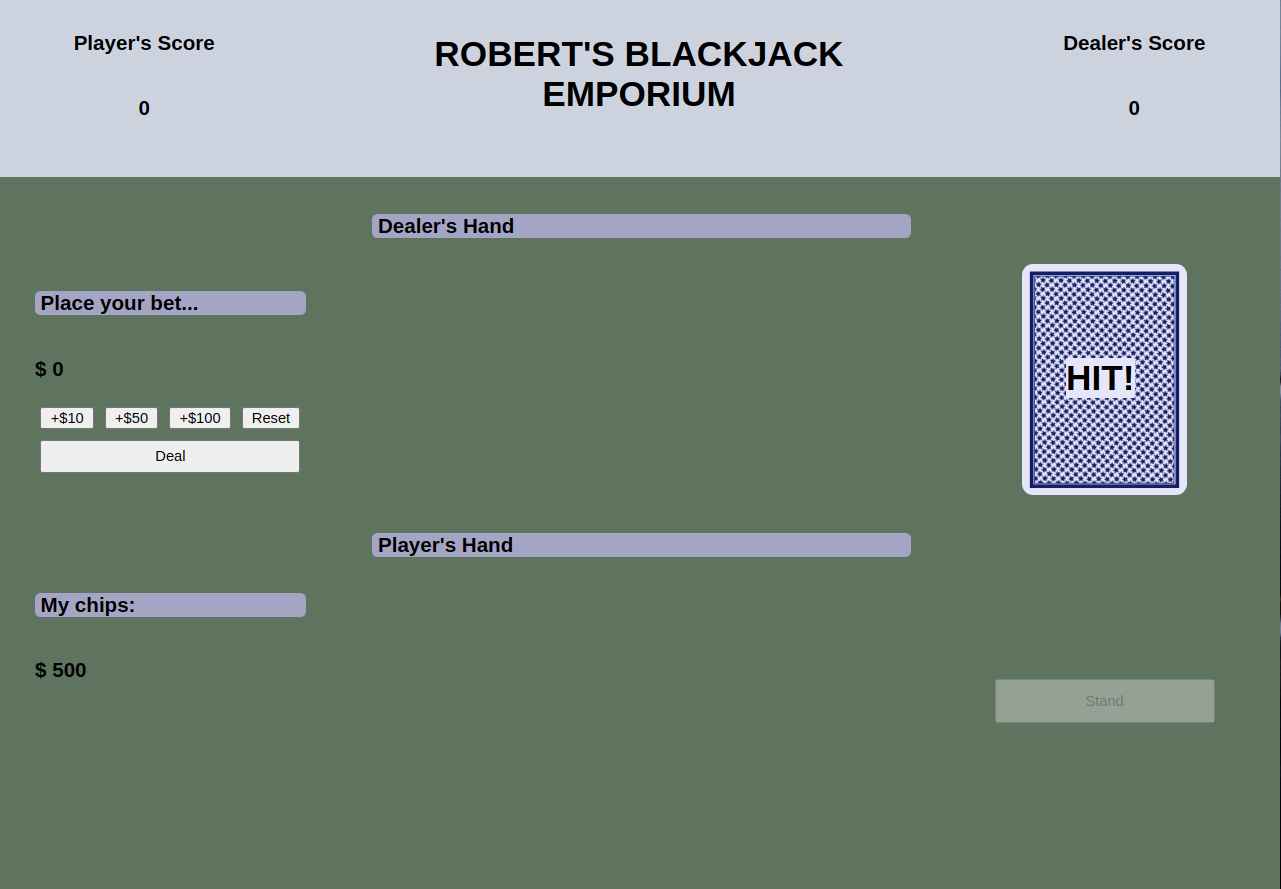 Player's Score
0
ROBERT'S BLACKJACK
EMPORIUM
Dealer's Score
0
Dealer's Hand
Place your bet...
$ 0
+$10 +$50 +$100 Reset
Deal
HIT!
Player's Hand
My chips:
$ 500
Stand